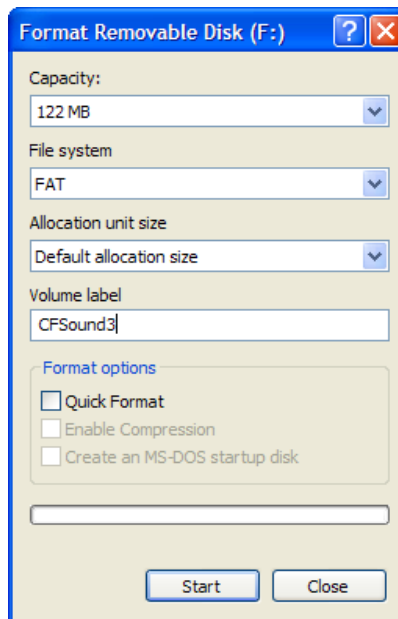 Format Removable Disk (F:)
Capacity:
122 MB
File system
FAT
Allocation unit size
Default allocation size
Volume label
CFSound3
Format options
Quick Format
Enable Compression
Create an MS-DOS startup disk
Start Close